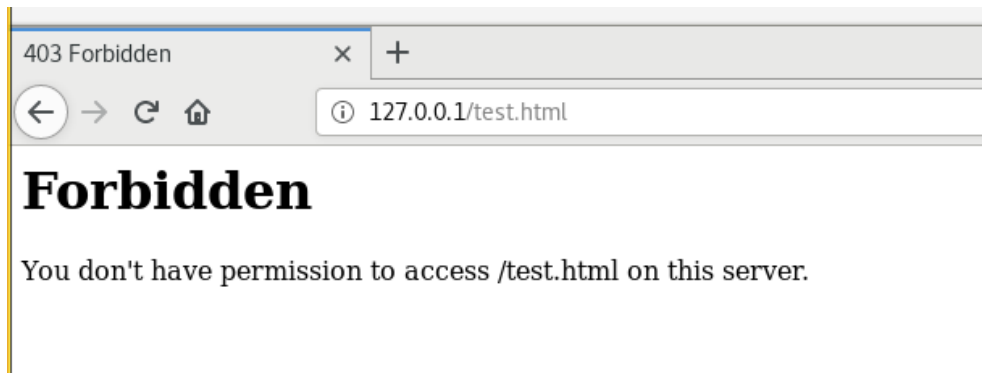 403 Forbidden
127.0.0.1/test.html
Forbidden
You don't have permission to access /test.html on this server.